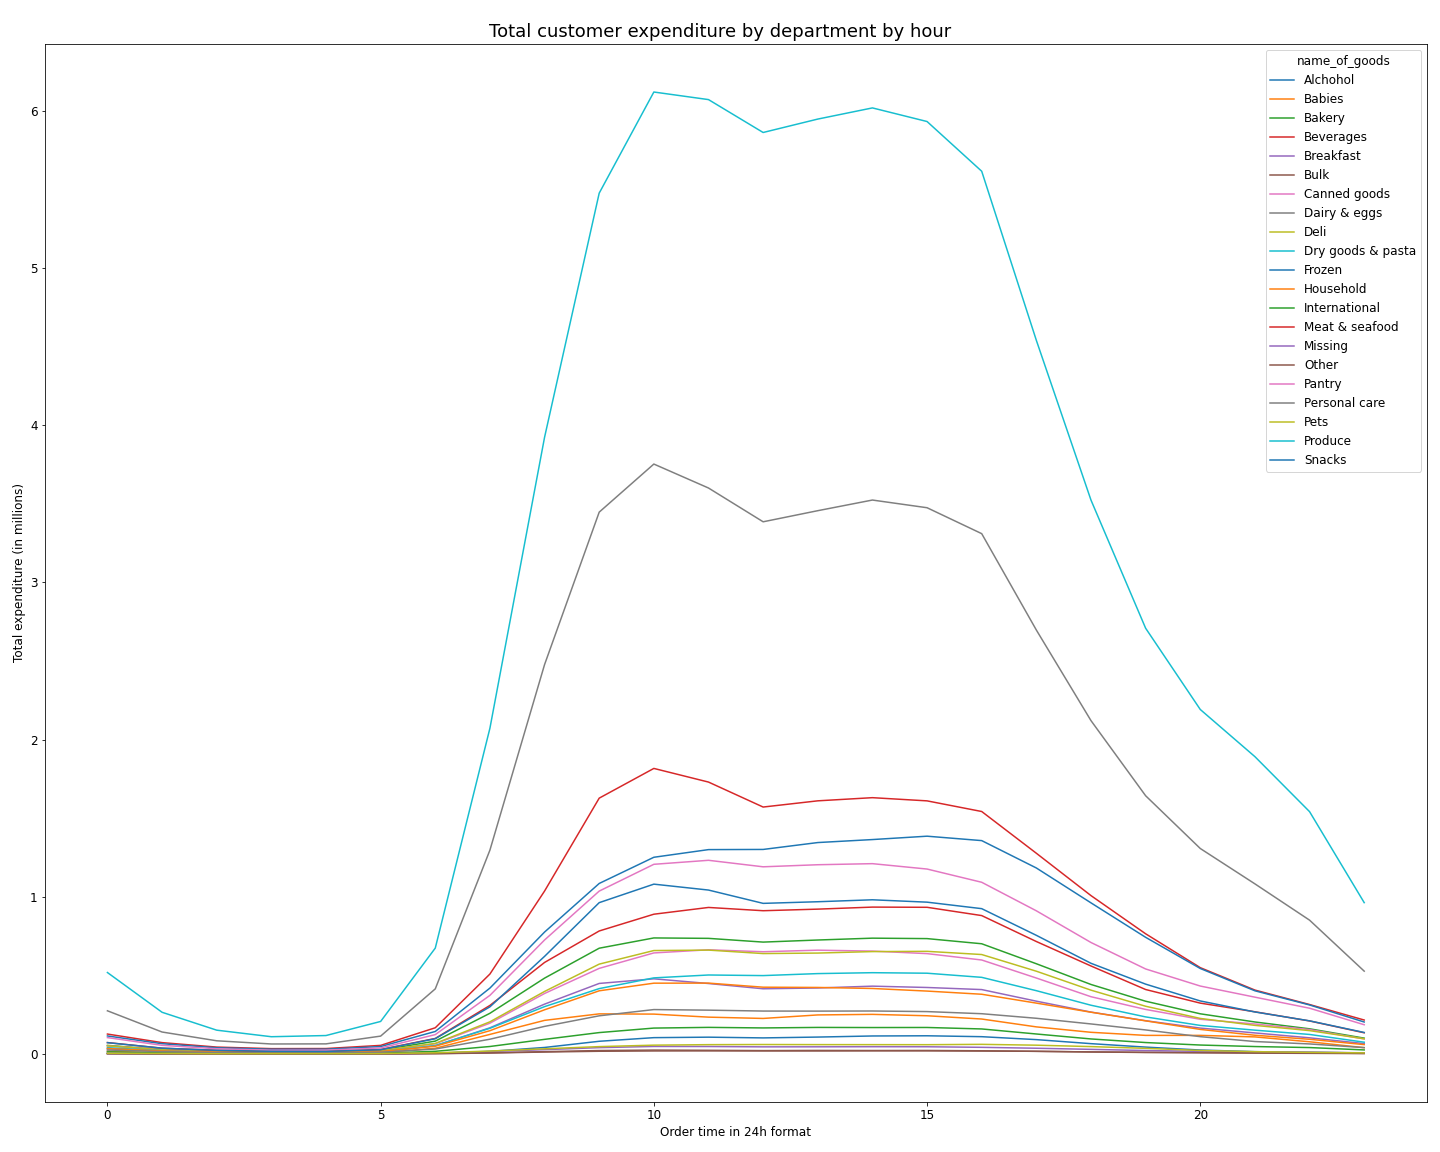 Total customer expenditure by department by hour
name_of_goods
Alchohol
Babies
Bakery
Beverages
Breakfast
Bulk
Canned goods
Dairy & eggs
Deli
Dry goods & pasta
Frozen
Household
International
Meat & seafood
Missing
Other
Pantry
Personal care
Pets
Produce
Snacks
Total expenditure (in millions)
6
5
4
3
2
1
0
0 5 10 15 20
Order time in 24h format